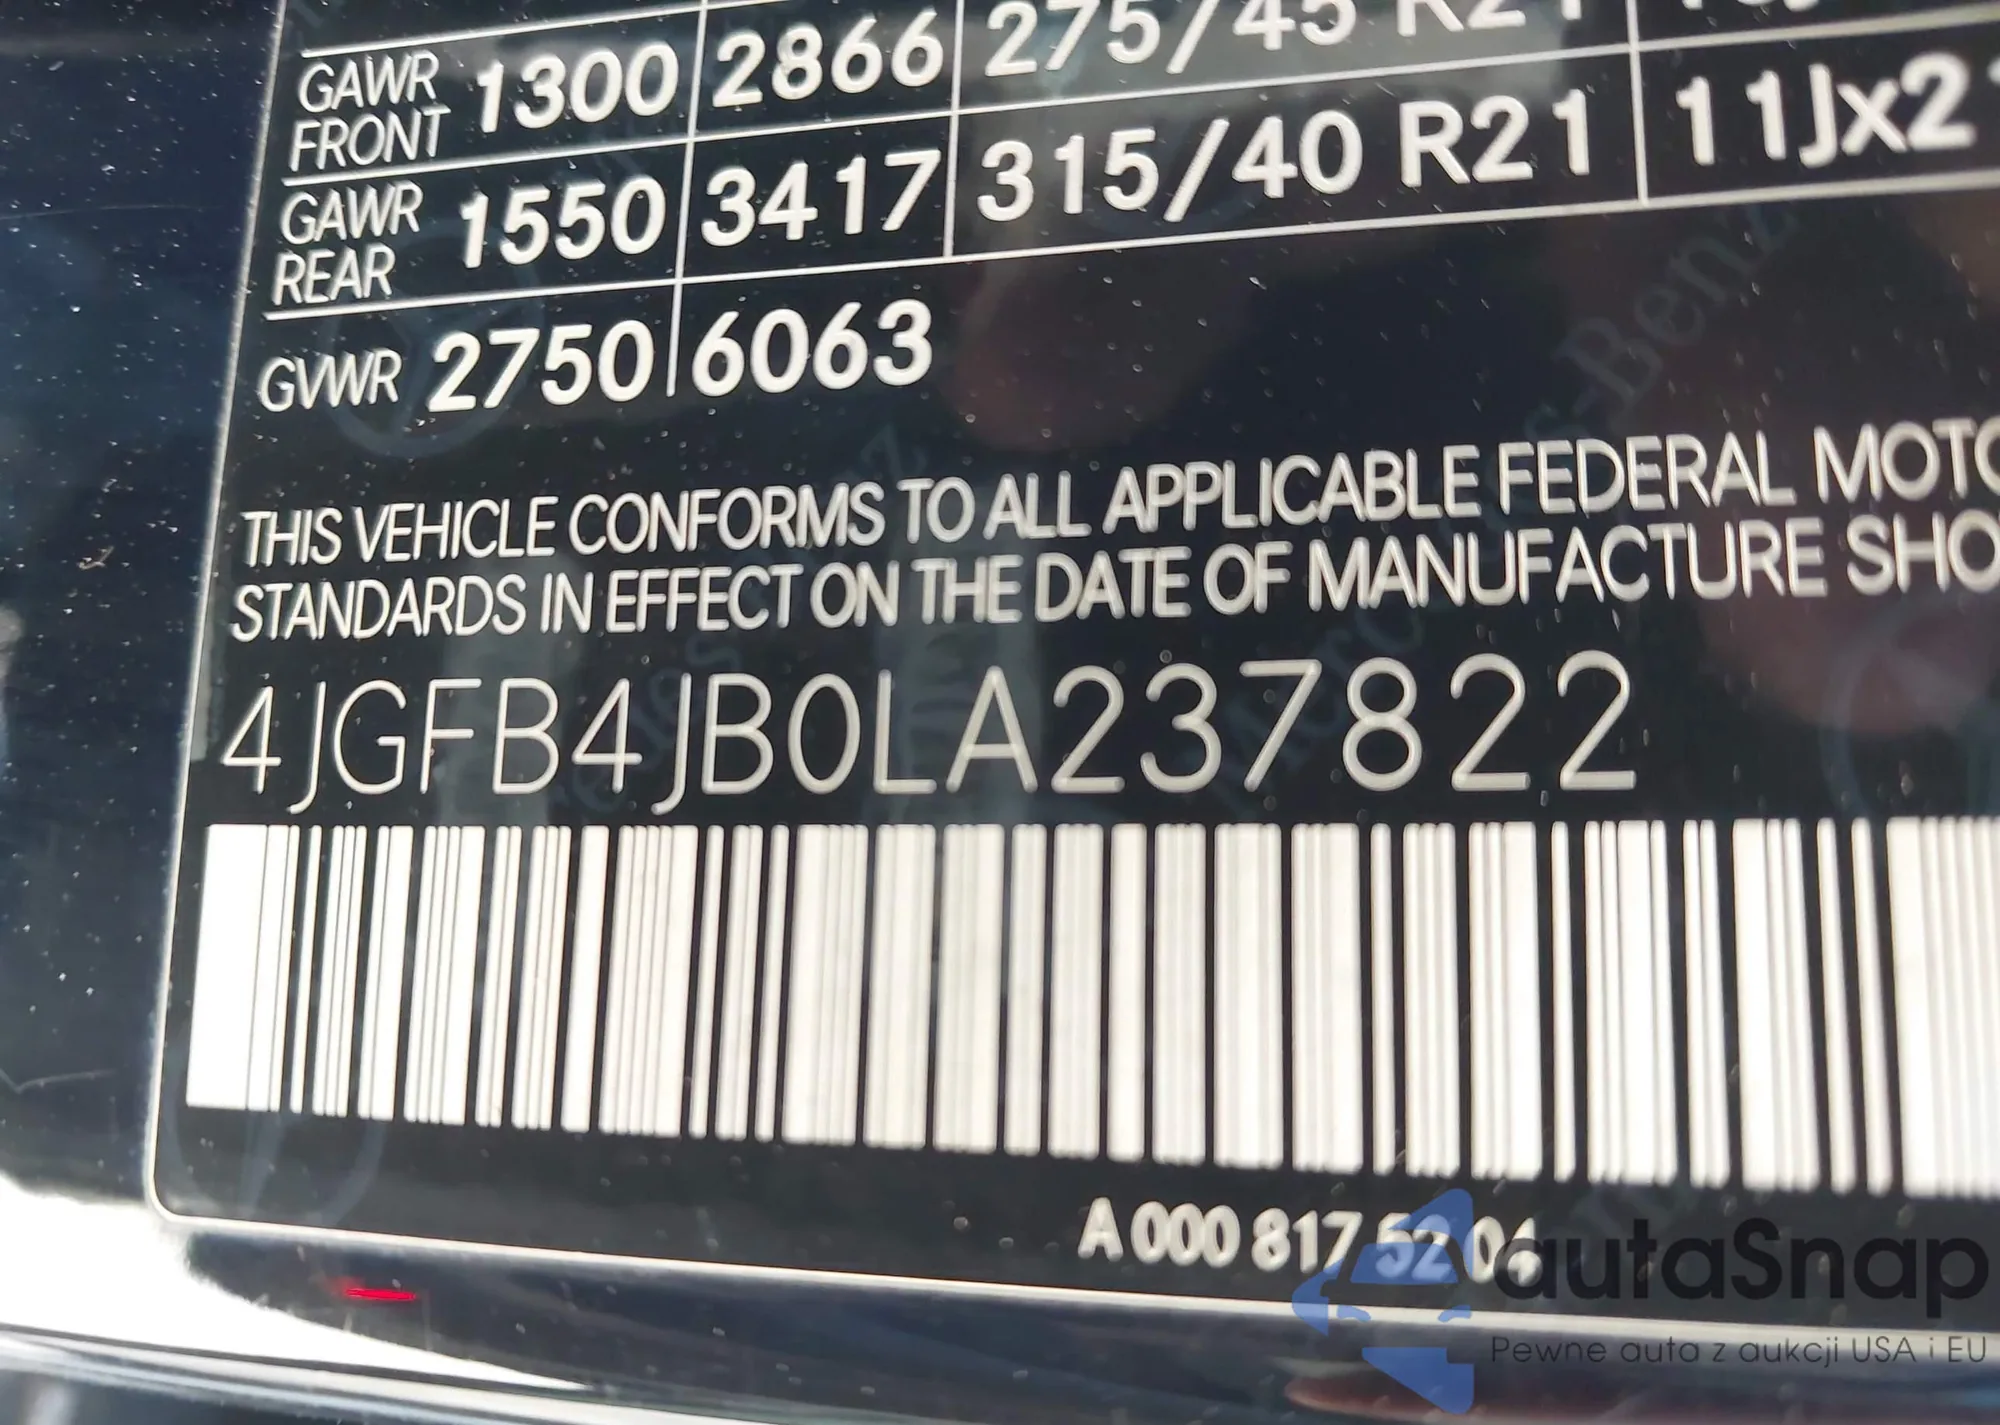 GAWR FRONT 1300 2866 275/45 R21
GAWR REAR 1550 3417 315/40 R21 11Jx21
GVWR 2750 6063
THIS VEHICLE CONFORMS TO ALL APPLICABLE FEDERAL MOTO
STANDARDS IN EFFECT ON THE DATE OF MANUFACTURE SHO
4JGFB4JB0LA237822
A 000 817 52 04
autaSnap
Pewne auta z aukcji USA i EU
Mercedes-Benz